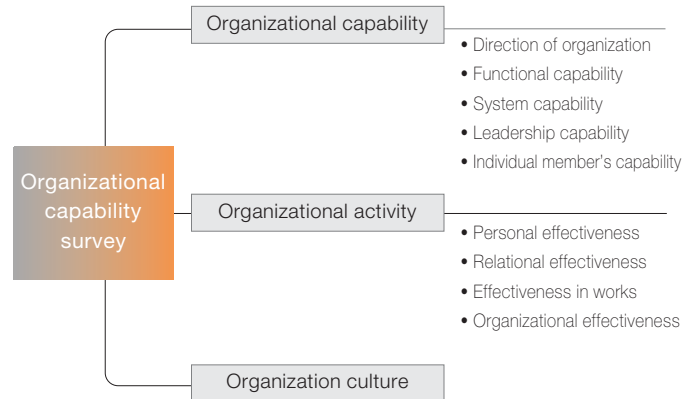 Organizational capability
• Direction of organization
• Functional capability
• System capability
• Leadership capability
• Individual member's capability
Organizational
capability
survey
Organizational activity
• Personal effectiveness
• Relational effectiveness
• Effectiveness in works
• Organizational effectiveness
Organization culture